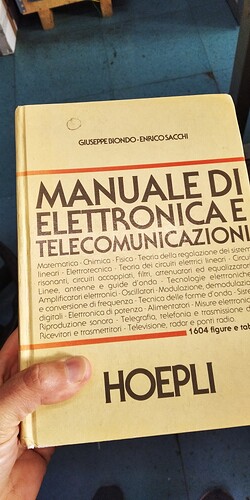 GIUSEPPE BIONDO - ENRICO SACCHI
MANUALE DI
ELETTRONICA E
TELECOMUNICAZIONI
Matematica - Chimica - Fisica - Teoria della regolazione dei sistemi
lineari - Elettrotecnica - Teoria dei circuiti elettrici lineari - Circuiti
risonanti, circuiti accoppiati, filtri, attenuatori ed equalizzatori
Linee, antenne e guide d'onda - Tecnologie elettroniche
Amplificatori elettronici - Oscillatori - Modulazione, demodulazione
e conversione di frequenza - Tecnica delle forme d'onda -
digitali - Elettronica di potenza - Alimentatori - Misure
Riproduzione sonora - Telegrafia, telefonia e trasmissione
Ricevitori e trasmettitori - Televisione, radar e ponti radio.
1604 figure e
HOEPLI